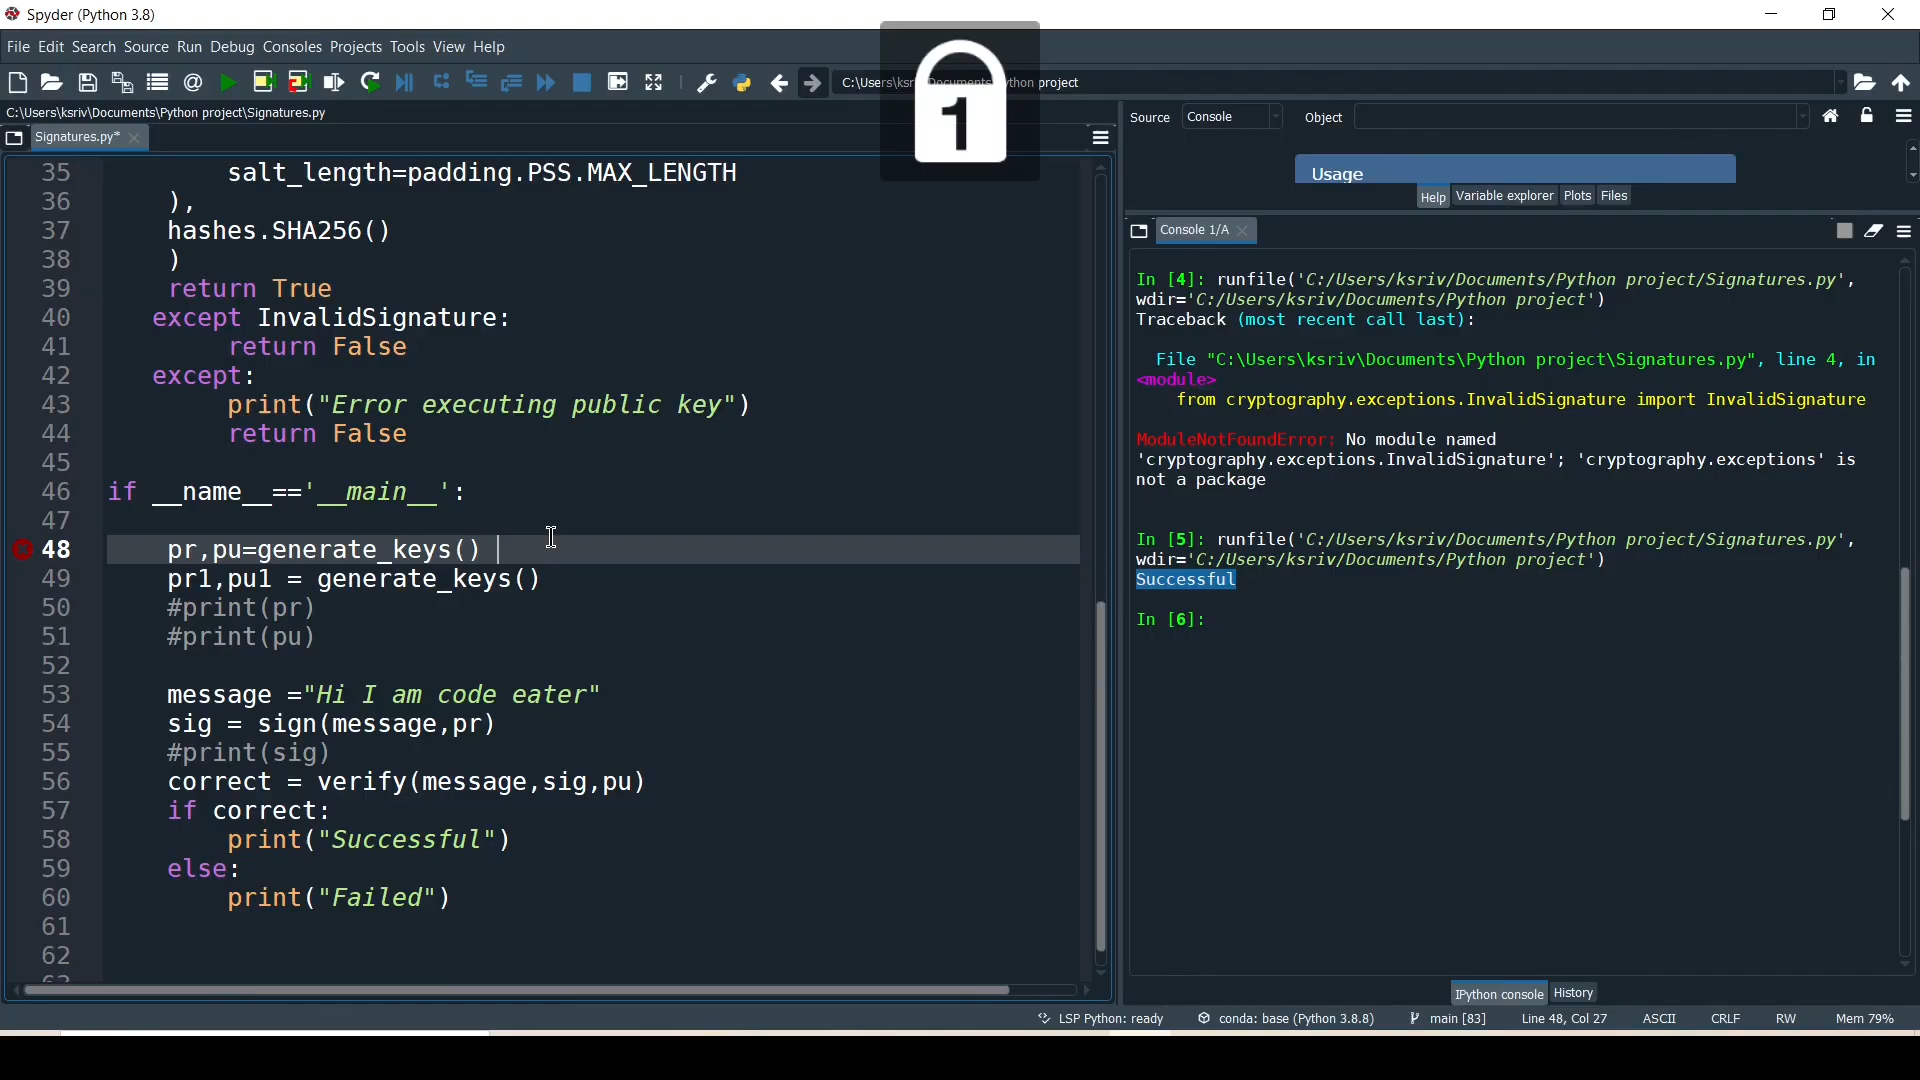 Spyder (Python 3.8)
File Edit Search Source Run Debug Consoles Projects Tools View Help
C:\Users\ksriv\Documents\Python project\Signatures.py
Signatures.py*
35 salt_length=padding.PSS.MAX_LENGTH
36 ),
37 hashes.SHA256()
38 )
39 return True
40 except InvalidSignature:
41 return False
42 except:
43 print("Error executing public key")
44 return False
45
46 if __name__=='__main__':
47
48 pr,pu=generate_keys()
49 pr1,pu1 = generate_keys()
50 #print(pr)
51 #print(pu)
52
53 message ="Hi I am code eater"
54 sig = sign(message,pr)
55 #print(sig)
56 correct = verify(message,sig,pu)
57 if correct:
58 print("Successful")
59 else:
60 print("Failed")
61
62
1
Source Console Object
Usage
Help Variable explorer Plots Files
Console 1/A
In [4]: runfile('C:/Users/ksriv/Documents/Python project/Signatures.py',
wdir='C:/Users/ksriv/Documents/Python project')
Traceback (most recent call last):
File "C:\Users\ksriv\Documents\Python project\Signatures.py", line 4, in
<module>
from cryptography.exceptions.InvalidSignature import InvalidSignature
ModuleNotFoundError: No module named
'cryptography.exceptions.InvalidSignature'; 'cryptography.exceptions' is
not a package
In [5]: runfile('C:/Users/ksriv/Documents/Python project/Signatures.py',
wdir='C:/Users/ksriv/Documents/Python project')
Successful
In [6]:
IPython console History
LSP Python: ready conda: base (Python 3.8.8) main [83] Line 48, Col 27 ASCII CRLF RW Mem 79%